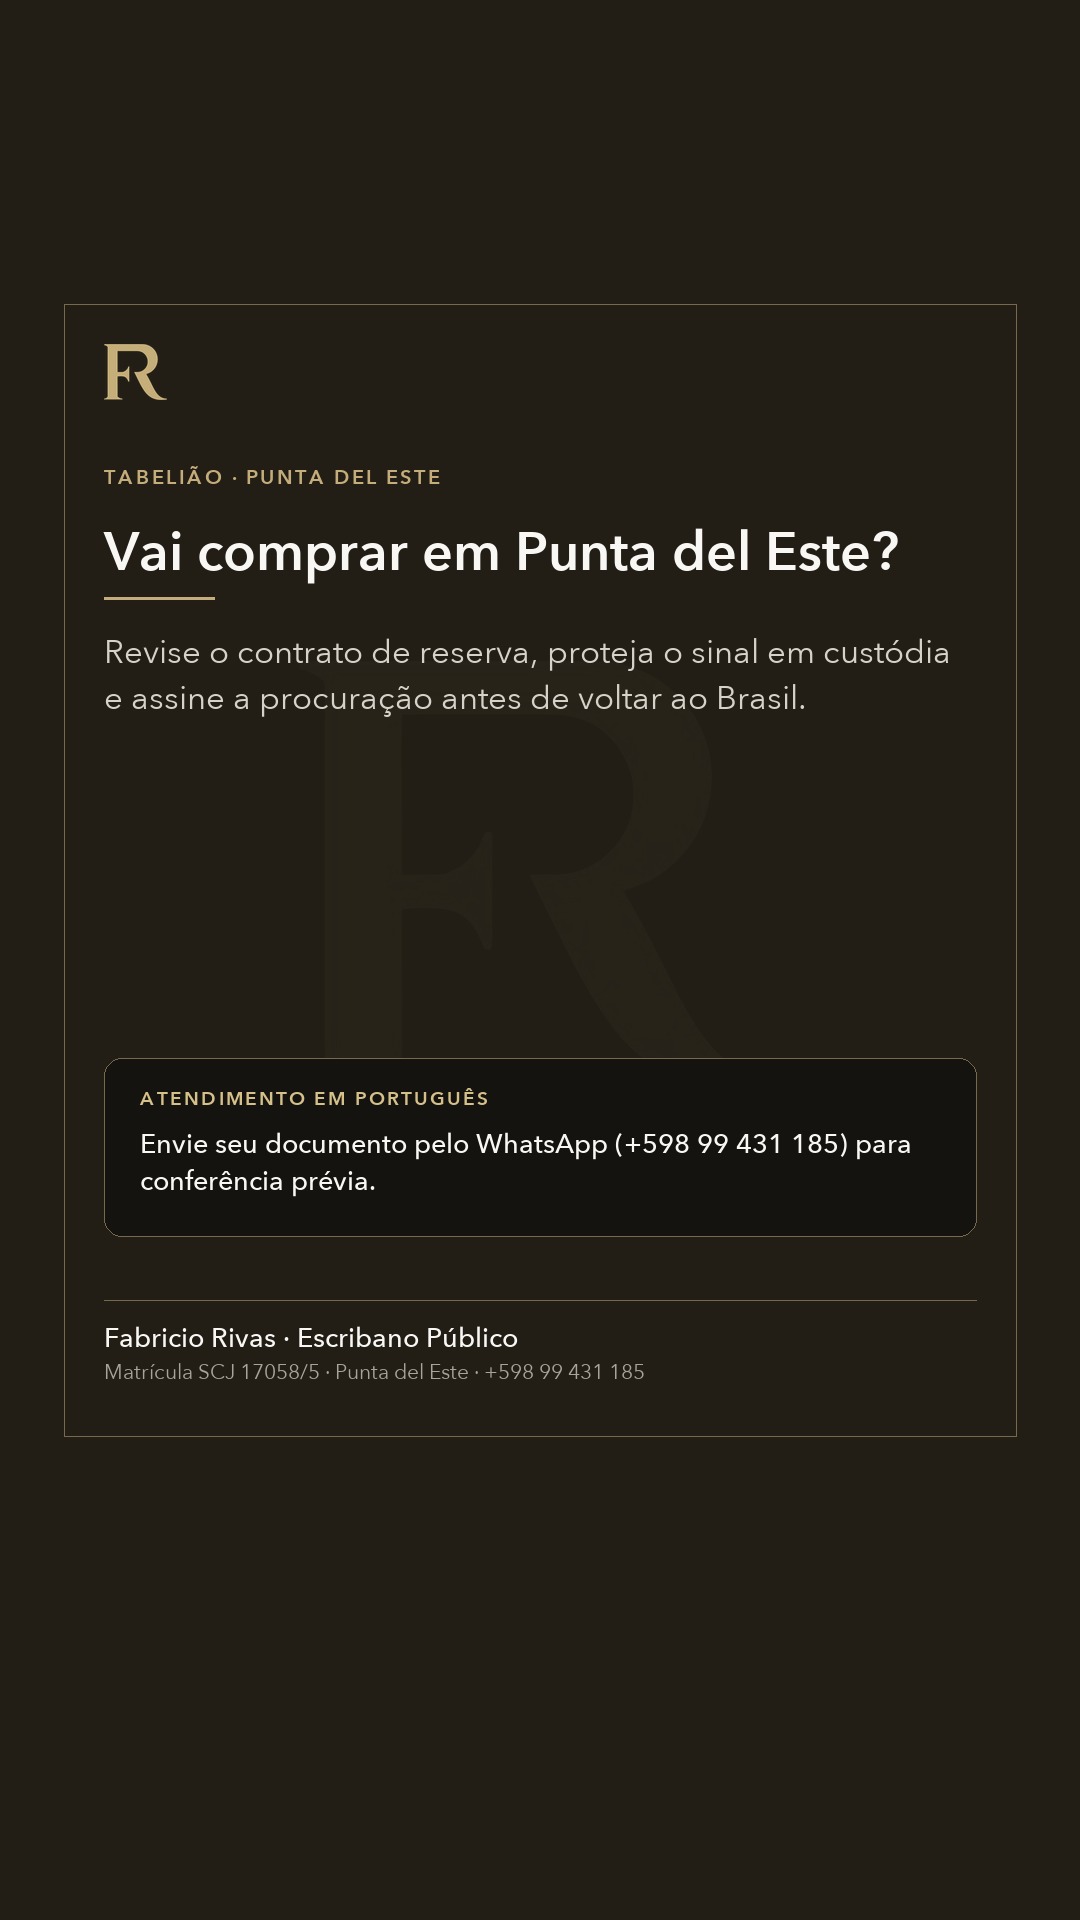 FR
TABELIÃO · PUNTA DEL ESTE
Vai comprar em Punta del Este?
Revise o contrato de reserva, proteja o sinal em custódia
e assine a procuração antes de voltar ao Brasil.
ATENDIMENTO EM PORTUGUÊS
Envie seu documento pelo WhatsApp (+598 99 431 185) para
conferência prévia.
Fabricio Rivas · Escribano Público
Matrícula SCJ 17058/5 · Punta del Este · +598 99 431 185